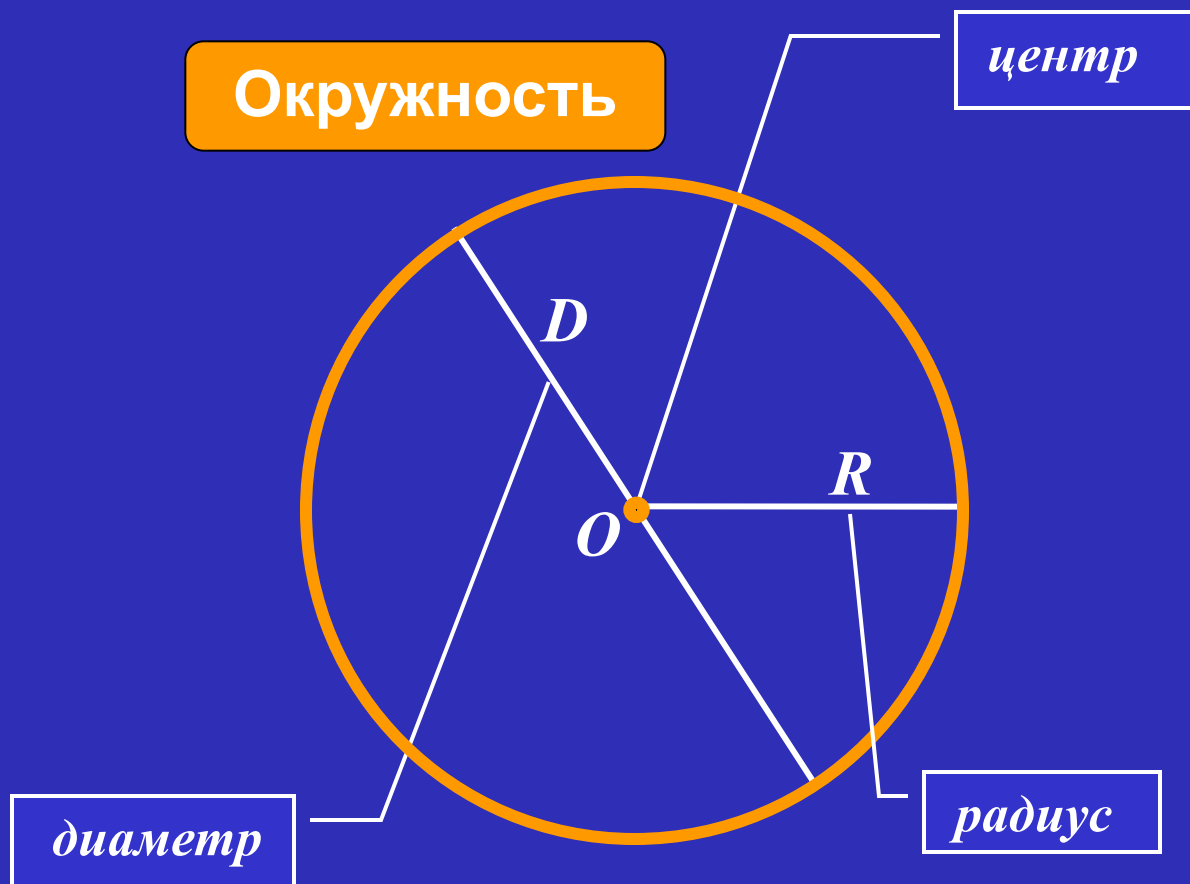 центр
Окружность
D
R
O
радиус
диаметр